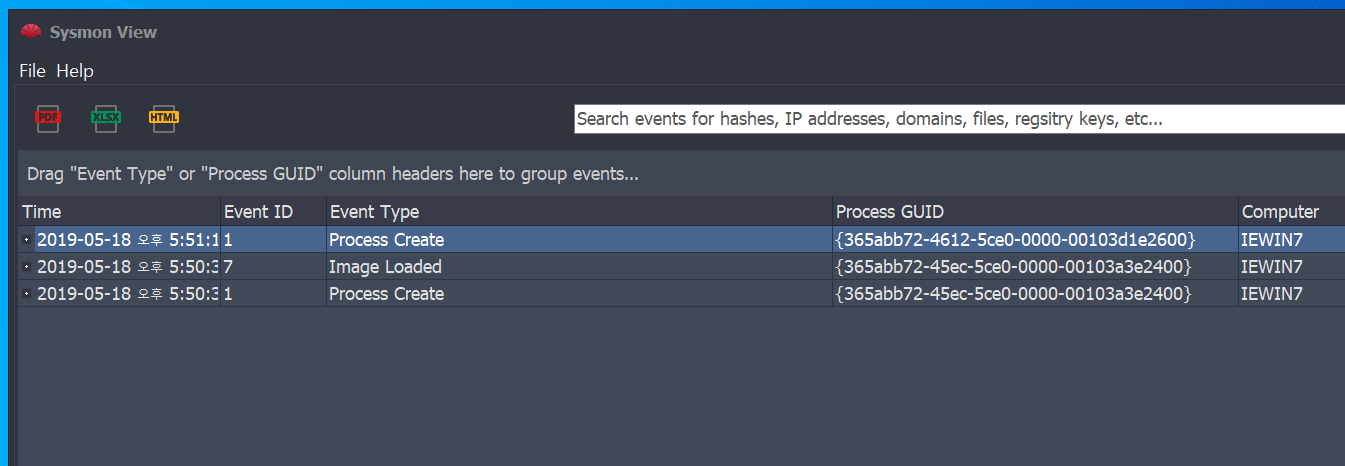 Sysmon View
File Help
PDF XLSX HTML
Search events for hashes, IP addresses, domains, files, regsitry keys, etc...
Drag "Event Type" or "Process GUID" column headers here to group events...
Time Event ID Event Type Process GUID Computer
2019-05-18 오후 5:51:1 1 Process Create {365abb72-4612-5ce0-0000-00103d1e2600} IEWIN7
2019-05-18 오후 5:50:3 7 Image Loaded {365abb72-45ec-5ce0-0000-00103a3e2400} IEWIN7
2019-05-18 오후 5:50:3 1 Process Create {365abb72-45ec-5ce0-0000-00103a3e2400} IEWIN7